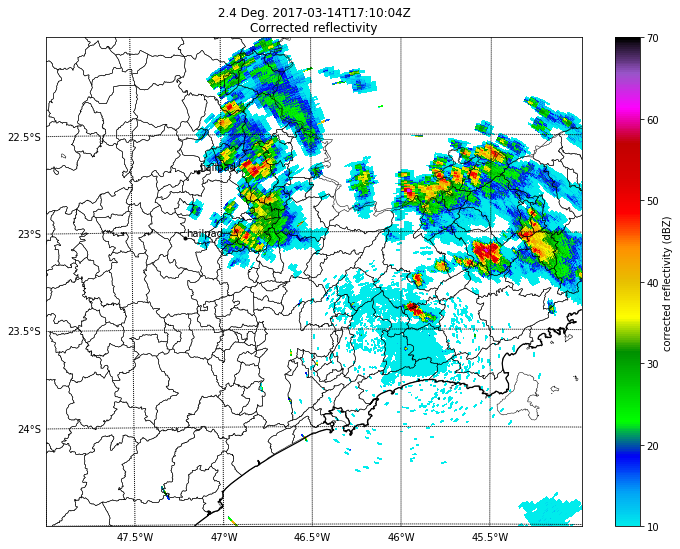 2.4 Deg. 2017-03-14T17:10:04Z
Corrected reflectivity
22.5°S
23°S
23.5°S
24°S
47.5°W
47°W
46.5°W
46°W
45.5°W
hailpad
hailpad
70
60
50
40
30
20
10
corrected reflectivity (dBZ)